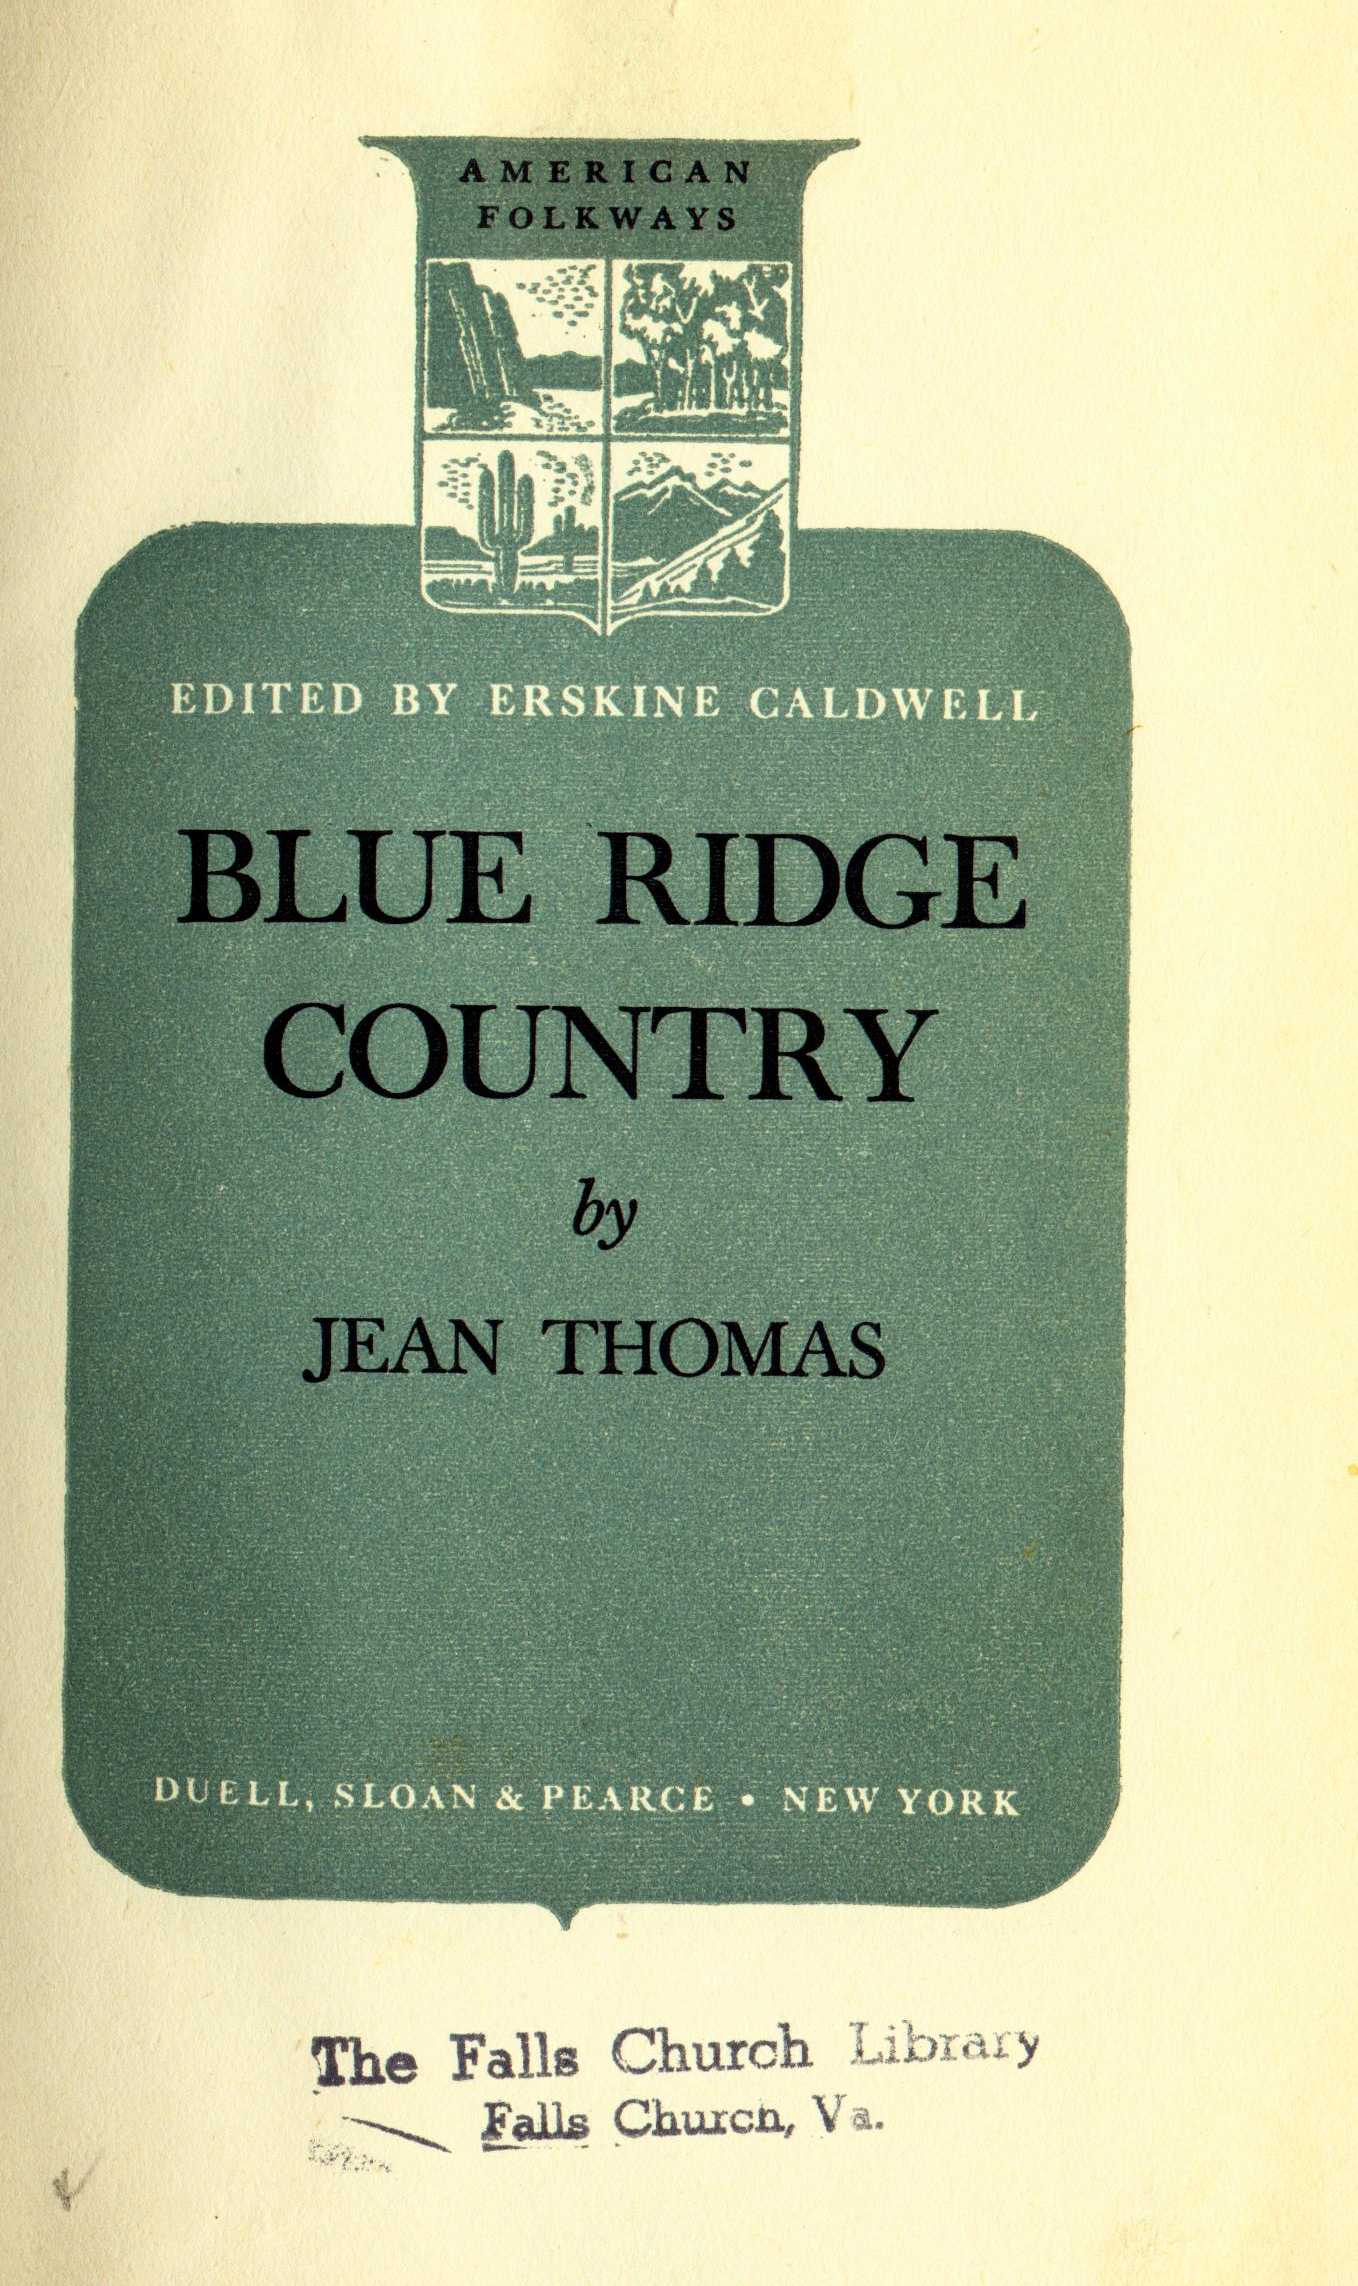 AMERICAN
FOLKWAYS
EDITED BY ERSKINE CALDWELL
BLUE RIDGE
COUNTRY
by
JEAN THOMAS
DUELL, SLOAN & PEARCE • NEW YORK
The Falls Church Library
Falls Church, Va.